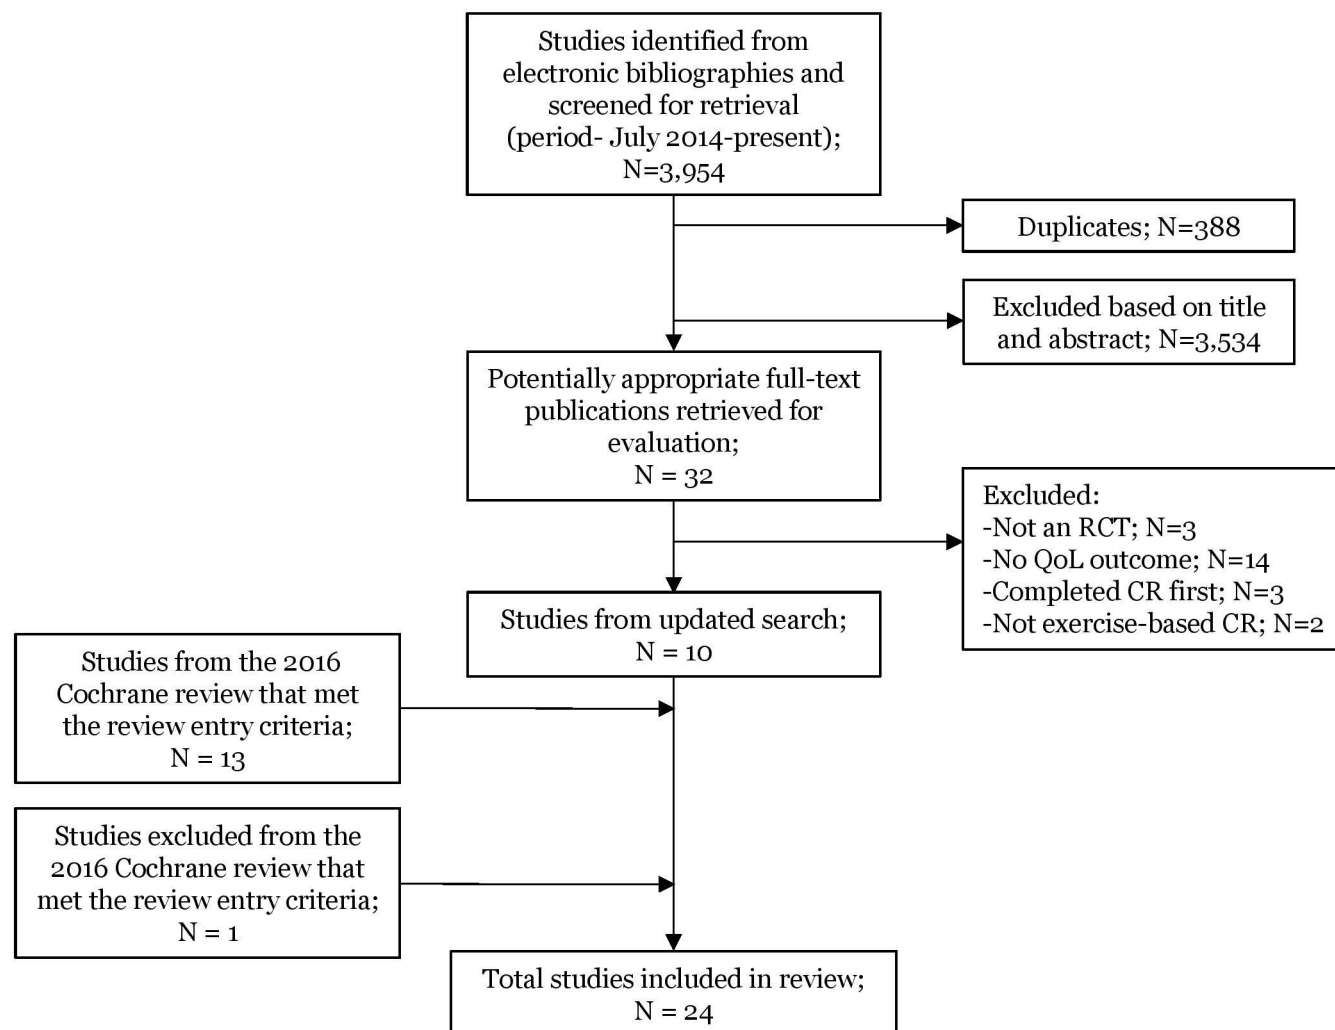 Studies identified from
electronic bibliographies and
screened for retrieval
(period- July 2014-present);
N=3,954
Duplicates; N=388
Excluded based on title
and abstract; N=3,534
Potentially appropriate full-text
publications retrieved for
evaluation;
N = 32
Excluded:
-Not an RCT; N=3
-No QoL outcome; N=14
-Completed CR first; N=3
-Not exercise-based CR; N=2
Studies from updated search;
N = 10
Studies from the 2016
Cochrane review that met
the review entry criteria;
N = 13
Studies excluded from the
2016 Cochrane review that
met the review entry criteria;
N = 1
Total studies included in review;
N = 24